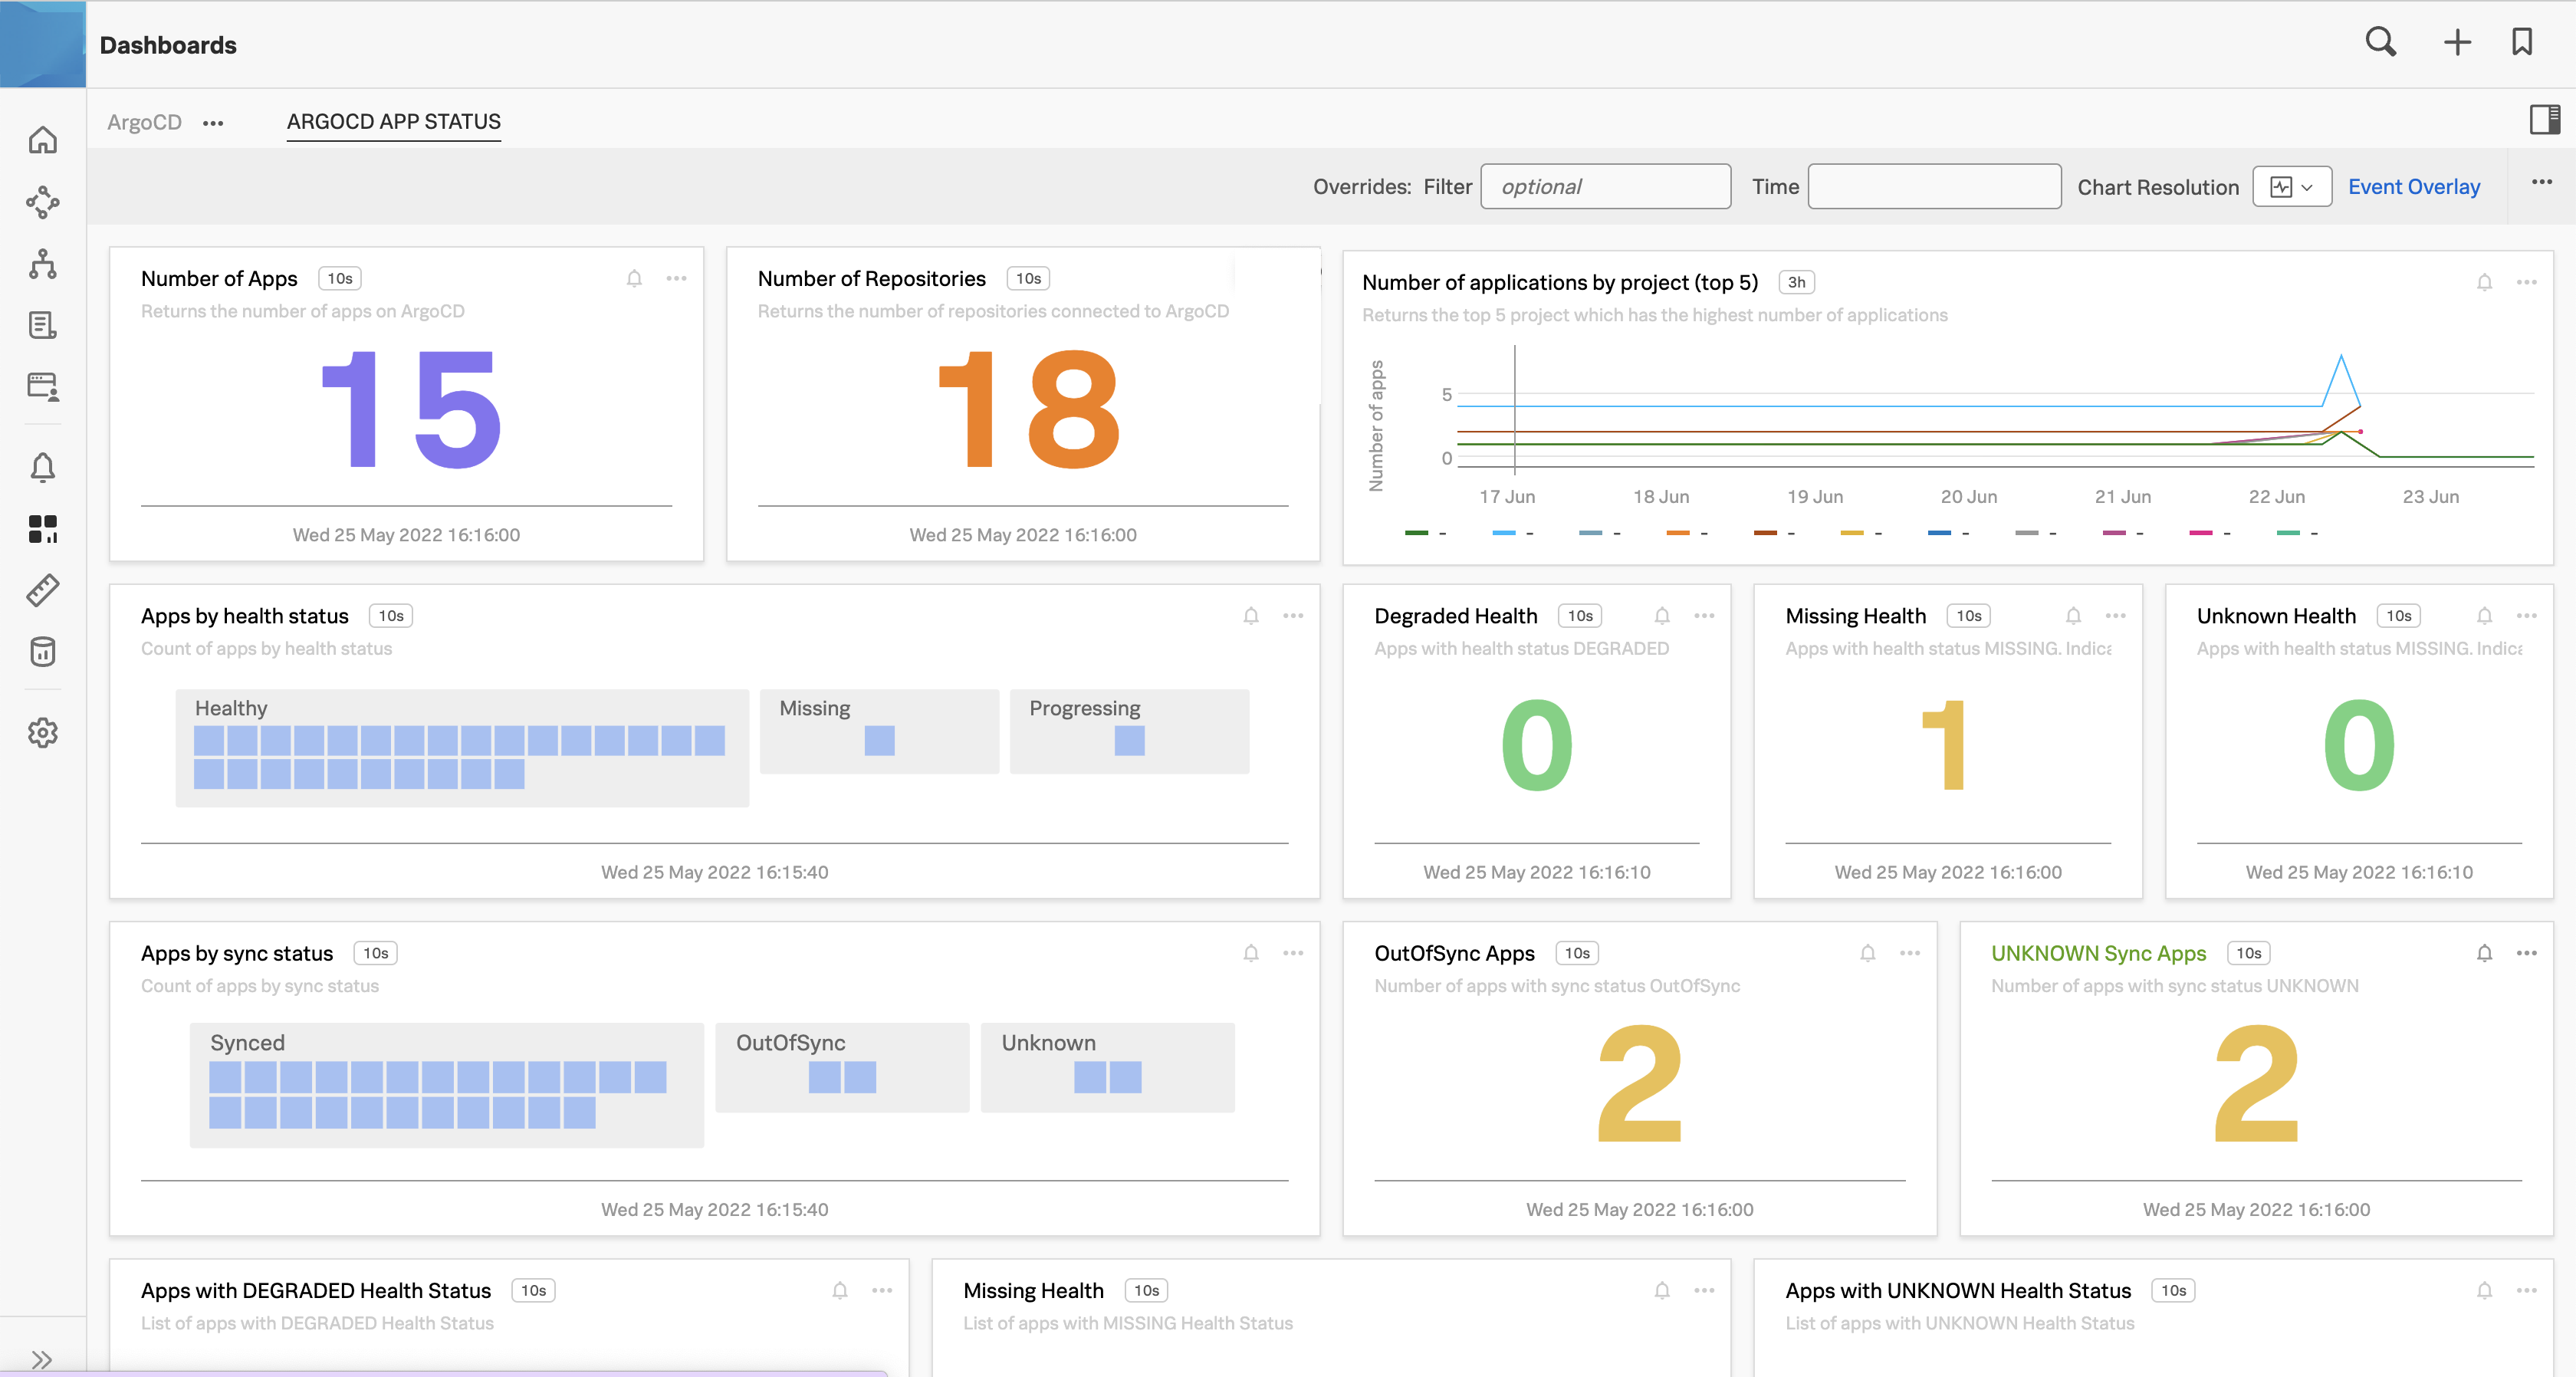 Dashboards
ArgoCD ••• ARGOCD APP STATUS
Overrides: Filter optional Time Chart Resolution Event Overlay •••
Number of Apps 10s
Returns the number of apps on ArgoCD
15
Wed 25 May 2022 16:16:00
Number of Repositories 10s
Returns the number of repositories connected to ArgoCD
18
Wed 25 May 2022 16:16:00
Number of applications by project (top 5) 3h
Returns the top 5 project which has the highest number of applications
Number of apps
5
0
17 Jun 18 Jun 19 Jun 20 Jun 21 Jun 22 Jun 23 Jun
- - - - - - - - - - -
Apps by health status 10s
Count of apps by health status
Healthy Missing Progressing
Wed 25 May 2022 16:15:40
Degraded Health 10s
Apps with health status DEGRADED
0
Wed 25 May 2022 16:16:10
Missing Health 10s
Apps with health status MISSING. Indica
1
Wed 25 May 2022 16:16:00
Unknown Health 10s
Apps with health status MISSING. Indica
0
Wed 25 May 2022 16:16:10
Apps by sync status 10s
Count of apps by sync status
Synced OutOfSync Unknown
Wed 25 May 2022 16:15:40
OutOfSync Apps 10s
Number of apps with sync status OutOfSync
2
Wed 25 May 2022 16:16:00
UNKNOWN Sync Apps 10s
Number of apps with sync status UNKNOWN
2
Wed 25 May 2022 16:16:00
Apps with DEGRADED Health Status 10s
List of apps with DEGRADED Health Status
Missing Health 10s
List of apps with MISSING Health Status
Apps with UNKNOWN Health Status 10s
List of apps with UNKNOWN Health Status